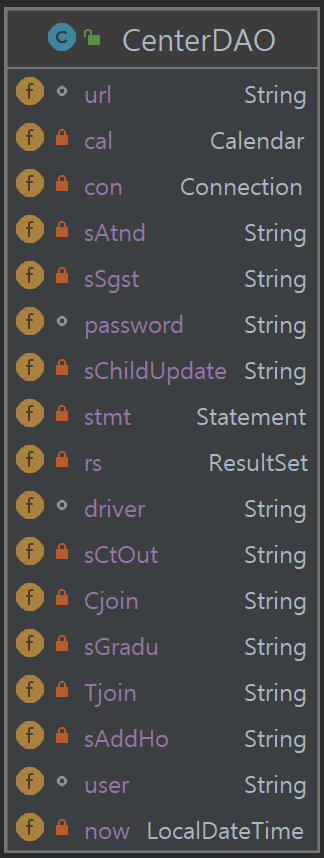 CenterDAO
url String
cal Calendar
con Connection
sAtnd String
sSgst String
password String
sChildUpdate String
stmt Statement
rs ResultSet
driver String
sCtOut String
Cjoin String
sGradu String
Tjoin String
sAddHo String
user String
now LocalDateTime